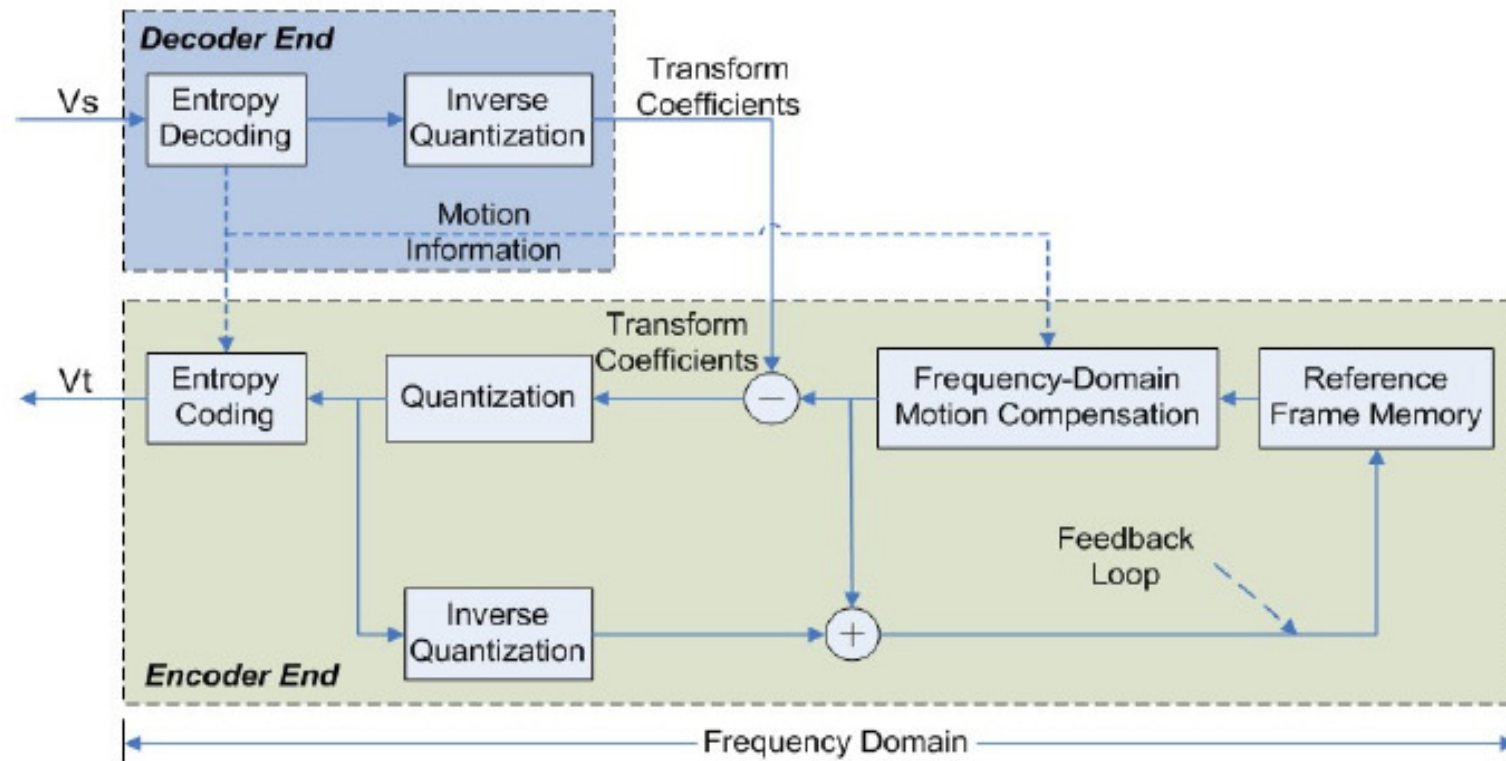 Decoder End
Vs
Entropy
Decoding
Inverse
Quantization
Transform
Coefficients
Motion
Information
Transform
Coefficients
Vt
Entropy
Coding
Quantization
−
Frequency-Domain
Motion Compensation
Reference
Frame Memory
Feedback
Loop
Inverse
Quantization
+
Encoder End
Frequency Domain